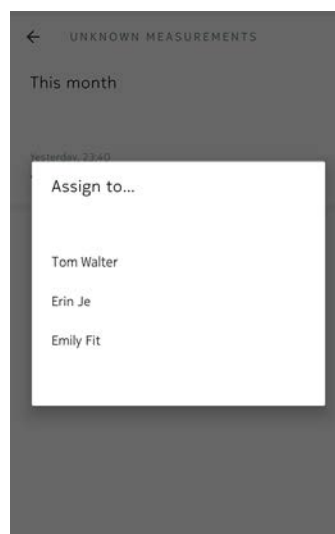 UNKNOWN MEASUREMENTS
This month
Yesterday, 23:40
Assign to...
Tom Walter
Erin Je
Emily Fit